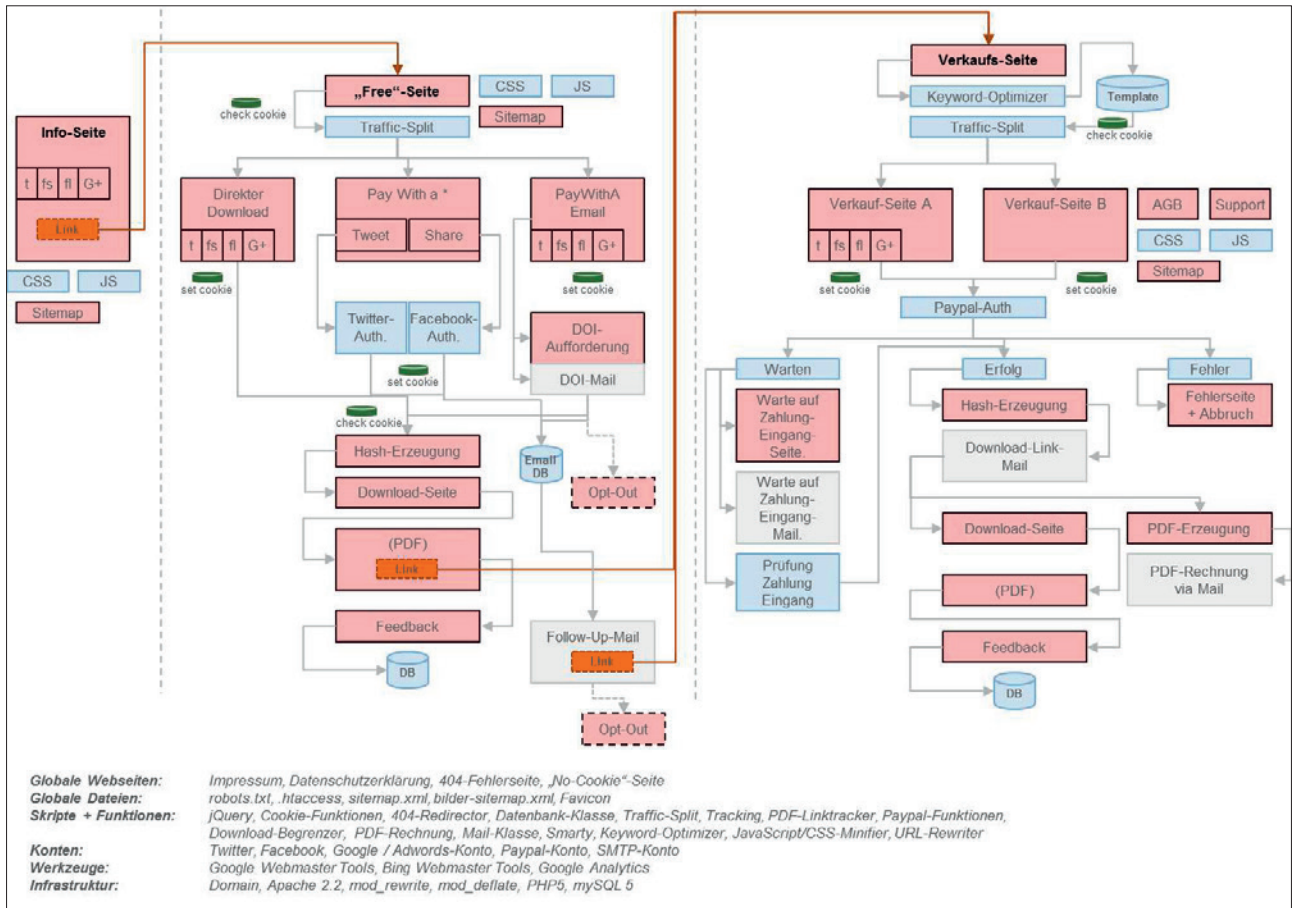 Info-Seite
t fs fl G+
Link
CSS JS
Sitemap
„Free“-Seite
CSS JS
Sitemap
check cookie
Traffic-Split
Direkter
Download
t fs fl G+
set cookie
Pay With a *
Tweet Share
PayWithA
Email
t fs fl G+
set cookie
Twitter-
Auth.
Facebook-
Auth.
set cookie
DOI-
Aufforderung
DOI-Mail
check cookie
Hash-Erzeugung
Email
DB
Opt-Out
Download-Seite
(PDF)
Link
Feedback
DB
Follow-Up-Mail
Link
Opt-Out
Verkaufs-Seite
Keyword-Optimizer
Template
Traffic-Split
check cookie
Verkauf-Seite A
t fs fl G+
set cookie
Verkauf-Seite B
set cookie
AGB Support
CSS JS
Sitemap
Paypal-Auth
Warten
Warte auf
Zahlung-
Eingang-
Seite.
Warte auf
Zahlung-
Eingang-
Mail.
Prüfung
Zahlung
Eingang
Erfolg
Hash-Erzeugung
Download-Link-
Mail
Download-Seite
(PDF)
Feedback
DB
Fehler
Fehlerseite
+ Abbruch
PDF-Erzeugung
PDF-Rechnung
via Mail
Globale Webseiten: Impressum, Datenschutzerklärung, 404-Fehlerseite, „No-Cookie“-Seite
Globale Dateien: robots.txt, .htaccess, sitemap.xml, bilder-sitemap.xml, Favicon
Skripte + Funktionen: jQuery, Cookie-Funktionen, 404-Redirector, Datenbank-Klasse, Traffic-Split, Tracking, PDF-Linktracker, Paypal-Funktionen,
Download-Begrenzer, PDF-Rechnung, Mail-Klasse, Smarty, Keyword-Optimizer, JavaScript/CSS-Minifier, URL-Rewriter
Konten: Twitter, Facebook, Google / Adwords-Konto, Paypal-Konto, SMTP-Konto
Werkzeuge: Google Webmaster Tools, Bing Webmaster Tools, Google Analytics
Infrastruktur: Domain, Apache 2.2, mod_rewrite, mod_deflate, PHP5, mySQL 5